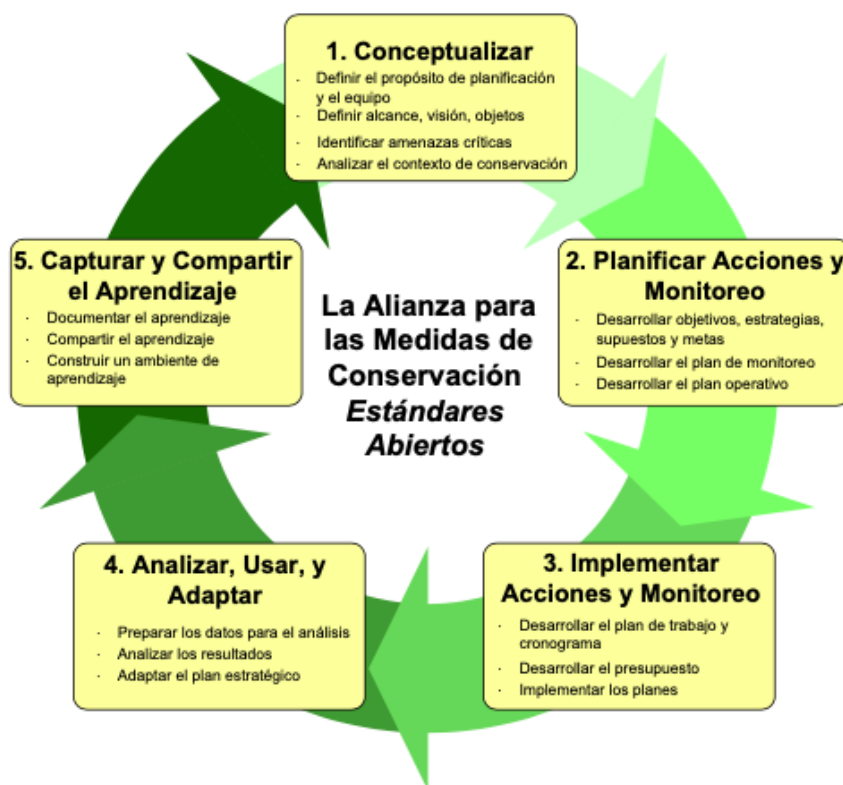 1. Conceptualizar
· Definir el propósito de planificación
y el equipo
· Definir alcance, visión, objetos
· Identificar amenazas críticas
· Analizar el contexto de conservación
2. Planificar Acciones y
Monitoreo
· Desarrollar objetivos, estrategias,
supuestos y metas
· Desarrollar el plan de monitoreo
· Desarrollar el plan operativo
3. Implementar
Acciones y Monitoreo
· Desarrollar el plan de trabajo y
cronograma
· Desarrollar el presupuesto
· Implementar los planes
4. Analizar, Usar, y
Adaptar
· Preparar los datos para el análisis
· Analizar los resultados
· Adaptar el plan estratégico
5. Capturar y Compartir
el Aprendizaje
· Documentar el aprendizaje
· Compartir el aprendizaje
· Construir un ambiente de
aprendizaje
La Alianza para
las Medidas de
Conservación
Estándares
Abiertos